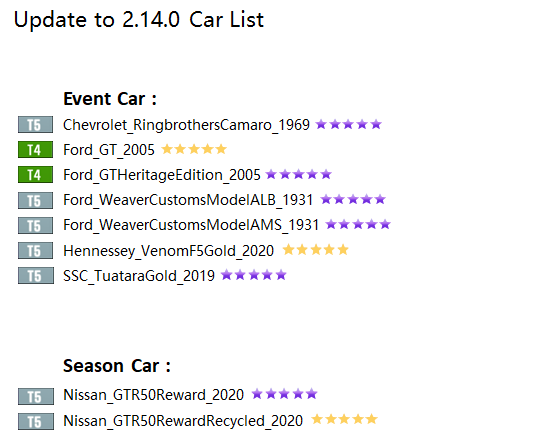 Update to 2.14.0 Car List
Event Car :
T5 Chevrolet_RingbrothersCamaro_1969
T4 Ford_GT_2005
T4 Ford_GTHeritageEdition_2005
T5 Ford_WeaverCustomsModelALB_1931
T5 Ford_WeaverCustomsModelAMS_1931
T5 Hennessey_VenomF5Gold_2020
T5 SSC_TuataraGold_2019
Season Car :
T5 Nissan_GTR50Reward_2020
T5 Nissan_GTR50RewardRecycled_2020